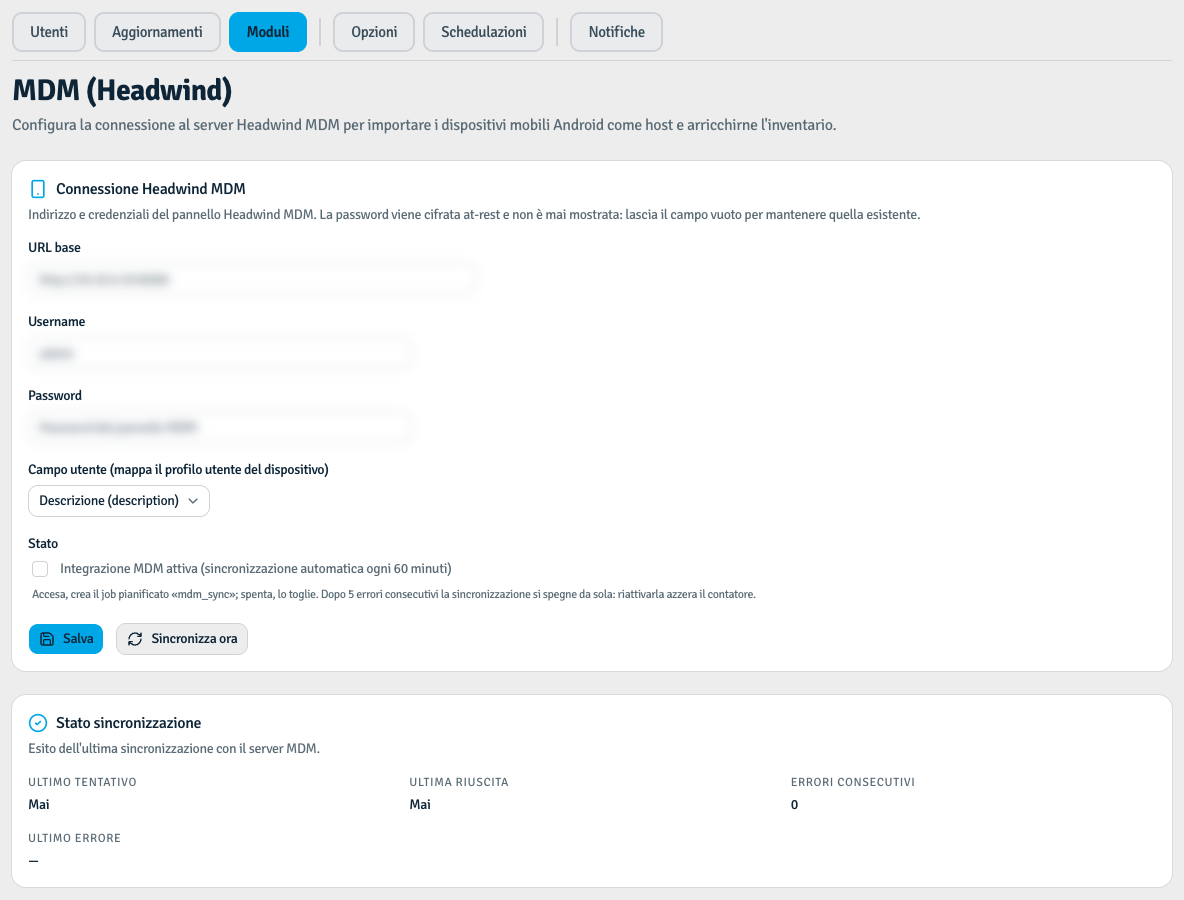 Utenti
Aggiornamenti
Moduli
Opzioni
Schedulazioni
Notifiche
MDM (Headwind)
Configura la connessione al server Headwind MDM per importare i dispositivi mobili Android come host e arricchirne l'inventario.
Connessione Headwind MDM
Indirizzo e credenziali del pannello Headwind MDM. La password viene cifrata at-rest e non è mai mostrata: lascia il campo vuoto per mantenere quella esistente.
URL base
Username
Password
Campo utente (mappa il profilo utente del dispositivo)
Descrizione (description)
Stato
Integrazione MDM attiva (sincronizzazione automatica ogni 60 minuti)
Accesa, crea il job pianificato «mdm_sync»; spenta, lo toglie. Dopo 5 errori consecutivi la sincronizzazione si spegne da sola: riattivarla azzera il contatore.
Salva
Sincronizza ora
Stato sincronizzazione
Esito dell'ultima sincronizzazione con il server MDM.
ULTIMO TENTATIVO
Mai
ULTIMA RIUSCITA
Mai
ERRORI CONSECUTIVI
0
ULTIMO ERRORE
—